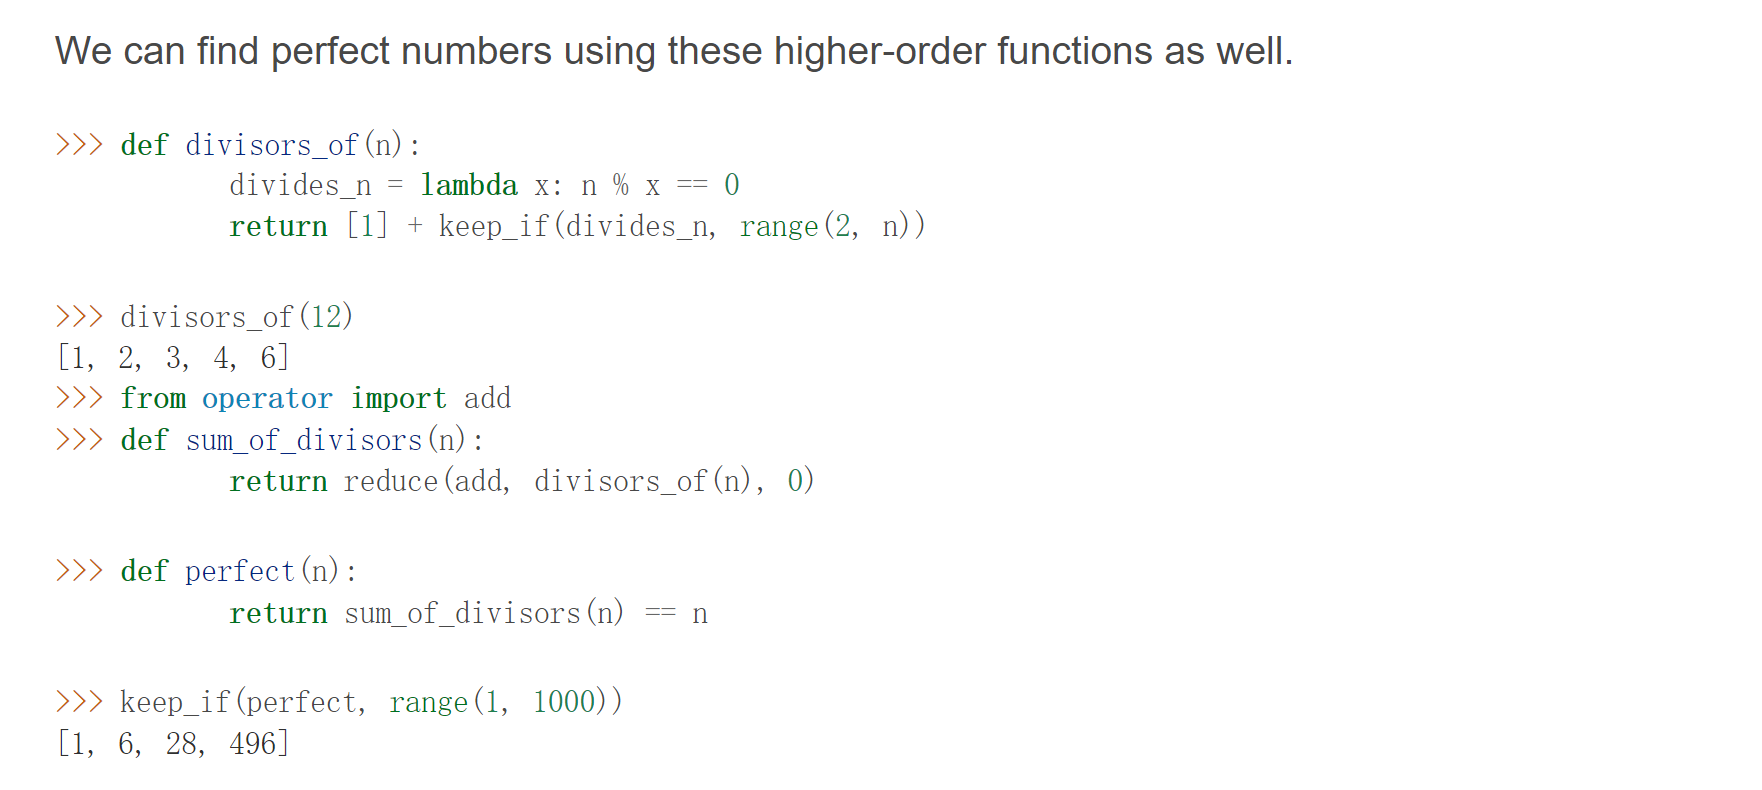 We can find perfect numbers using these higher-order functions as well.
>>> def divisors_of(n):
        divides_n = lambda x: n % x == 0
        return [1] + keep_if(divides_n, range(2, n))
>>> divisors_of(12)
[1, 2, 3, 4, 6]
>>> from operator import add
>>> def sum_of_divisors(n):
        return reduce(add, divisors_of(n), 0)
>>> def perfect(n):
        return sum_of_divisors(n) == n
>>> keep_if(perfect, range(1, 1000))
[1, 6, 28, 496]